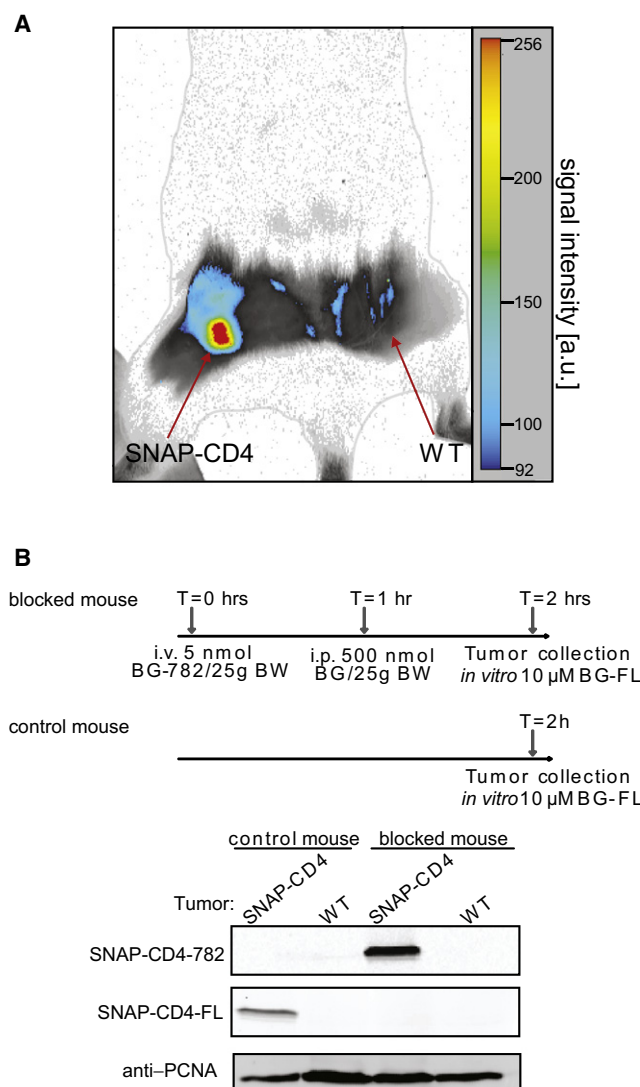 A
256
200
150
100
92
signal intensity [a.u.]
SNAP-CD4
WT
B
blocked mouse
T=0 hrs
T=1 hr
T=2 hrs
i.v. 5 nmol
BG-782/25g BW
i.p. 500 nmol
BG/25g BW
Tumor collection
in vitro 10 µM BG-FL
control mouse
T=2h
Tumor collection
in vitro 10 µM BG-FL
control mouse
blocked mouse
Tumor:
SNAP-CD4
WT
SNAP-CD4
WT
SNAP-CD4-782
SNAP-CD4-FL
anti–PCNA